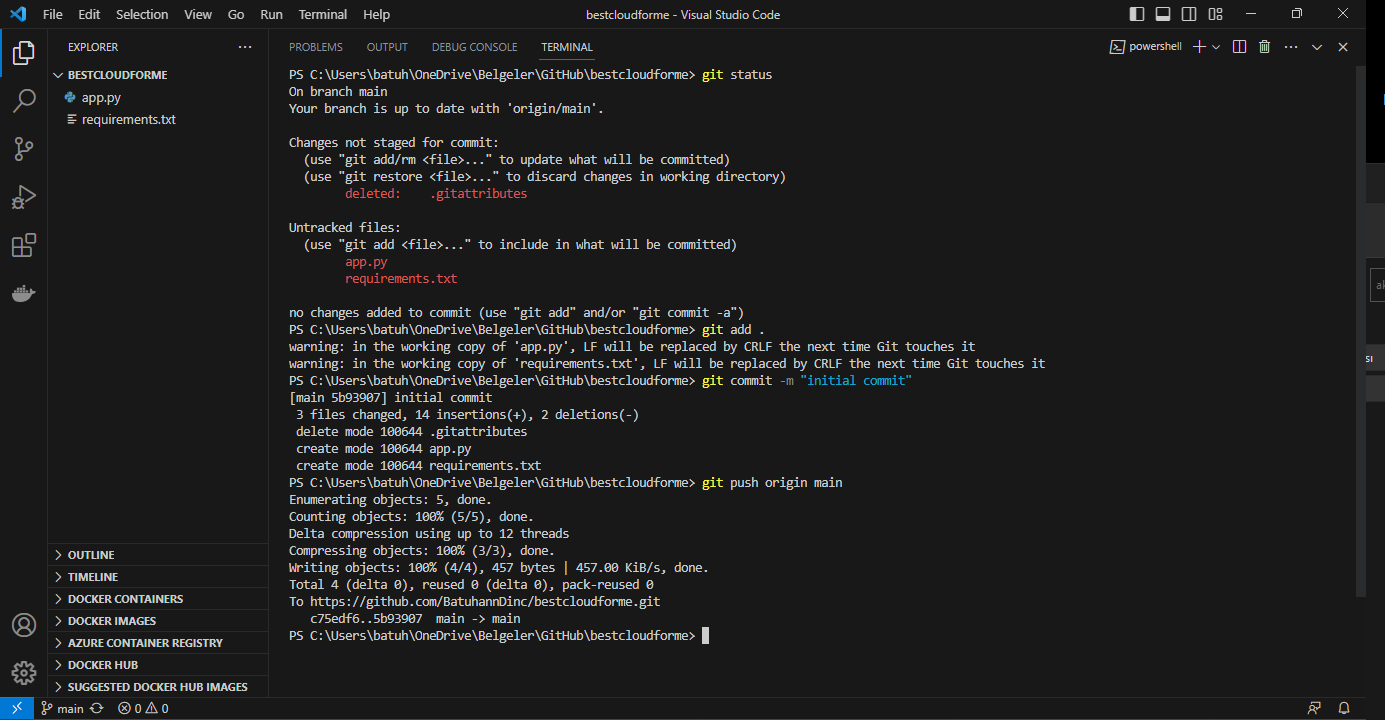 File Edit Selection View Go Run Terminal Help
bestcloudforme - Visual Studio Code
EXPLORER
BESTCLOUDFORME
app.py
requirements.txt
OUTLINE
TIMELINE
DOCKER CONTAINERS
DOCKER IMAGES
AZURE CONTAINER REGISTRY
DOCKER HUB
SUGGESTED DOCKER HUB IMAGES
PROBLEMS OUTPUT DEBUG CONSOLE TERMINAL
powershell
PS C:\Users\batuh\OneDrive\Belgeler\GitHub\bestcloudforme> git status
On branch main
Your branch is up to date with 'origin/main'.
Changes not staged for commit:
(use "git add/rm <file>..." to update what will be committed)
(use "git restore <file>..." to discard changes in working directory)
deleted: .gitattributes
Untracked files:
(use "git add <file>..." to include in what will be committed)
app.py
requirements.txt
no changes added to commit (use "git add" and/or "git commit -a")
PS C:\Users\batuh\OneDrive\Belgeler\GitHub\bestcloudforme> git add .
warning: in the working copy of 'app.py', LF will be replaced by CRLF the next time Git touches it
warning: in the working copy of 'requirements.txt', LF will be replaced by CRLF the next time Git touches it
PS C:\Users\batuh\OneDrive\Belgeler\GitHub\bestcloudforme> git commit -m "initial commit"
[main 5b93907] initial commit
3 files changed, 14 insertions(+), 2 deletions(-)
delete mode 100644 .gitattributes
create mode 100644 app.py
create mode 100644 requirements.txt
PS C:\Users\batuh\OneDrive\Belgeler\GitHub\bestcloudforme> git push origin main
Enumerating objects: 5, done.
Counting objects: 100% (5/5), done.
Delta compression using up to 12 threads
Compressing objects: 100% (3/3), done.
Writing objects: 100% (4/4), 457 bytes | 457.00 KiB/s, done.
Total 4 (delta 0), reused 0 (delta 0), pack-reused 0
To https://github.com/BatuhannDinc/bestcloudforme.git
c75edf6..5b93907 main -> main
PS C:\Users\batuh\OneDrive\Belgeler\GitHub\bestcloudforme>
main 0 0